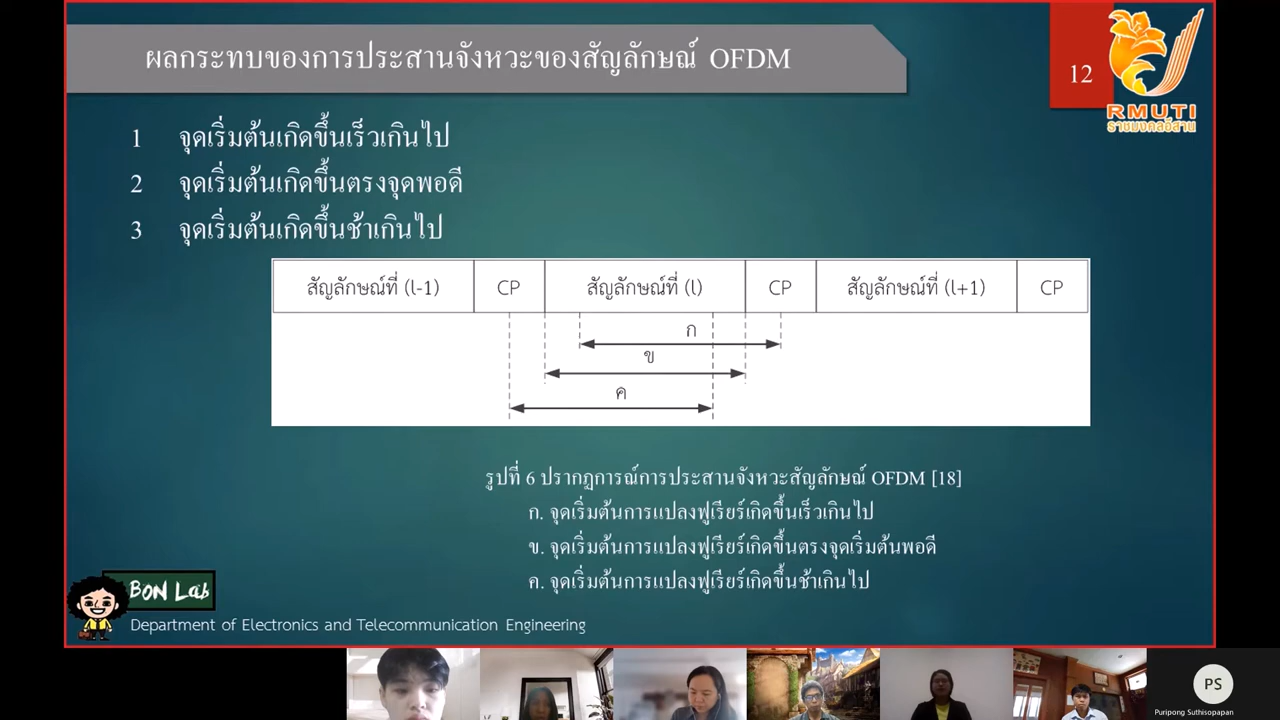 ผลกระทบของการประสานจังหวะของสัญลักษณ์ OFDM
12
RMUTI
ราชมงคลอีสาน
1 จุดเริ่มต้นเกิดขึ้นเร็วเกินไป
2 จุดเริ่มต้นเกิดขึ้นตรงจุดพอดี
3 จุดเริ่มต้นเกิดขึ้นช้าเกินไป
สัญลักษณ์ที่ (l-1) CP สัญลักษณ์ที่ (l) CP สัญลักษณ์ที่ (l+1) CP
ก
ข
ค
รูปที่ 6 ปรากฏการณ์การประสานจังหวะสัญลักษณ์ OFDM [18]
ก. จุดเริ่มต้นการแปลงฟูเรียร์เกิดขึ้นเร็วเกินไป
ข. จุดเริ่มต้นการแปลงฟูเรียร์เกิดขึ้นตรงจุดเริ่มต้นพอดี
ค. จุดเริ่มต้นการแปลงฟูเรียร์เกิดขึ้นช้าเกินไป
BON Lab
Department of Electronics and Telecommunication Engineering
PS
Puripong Suthisopapan